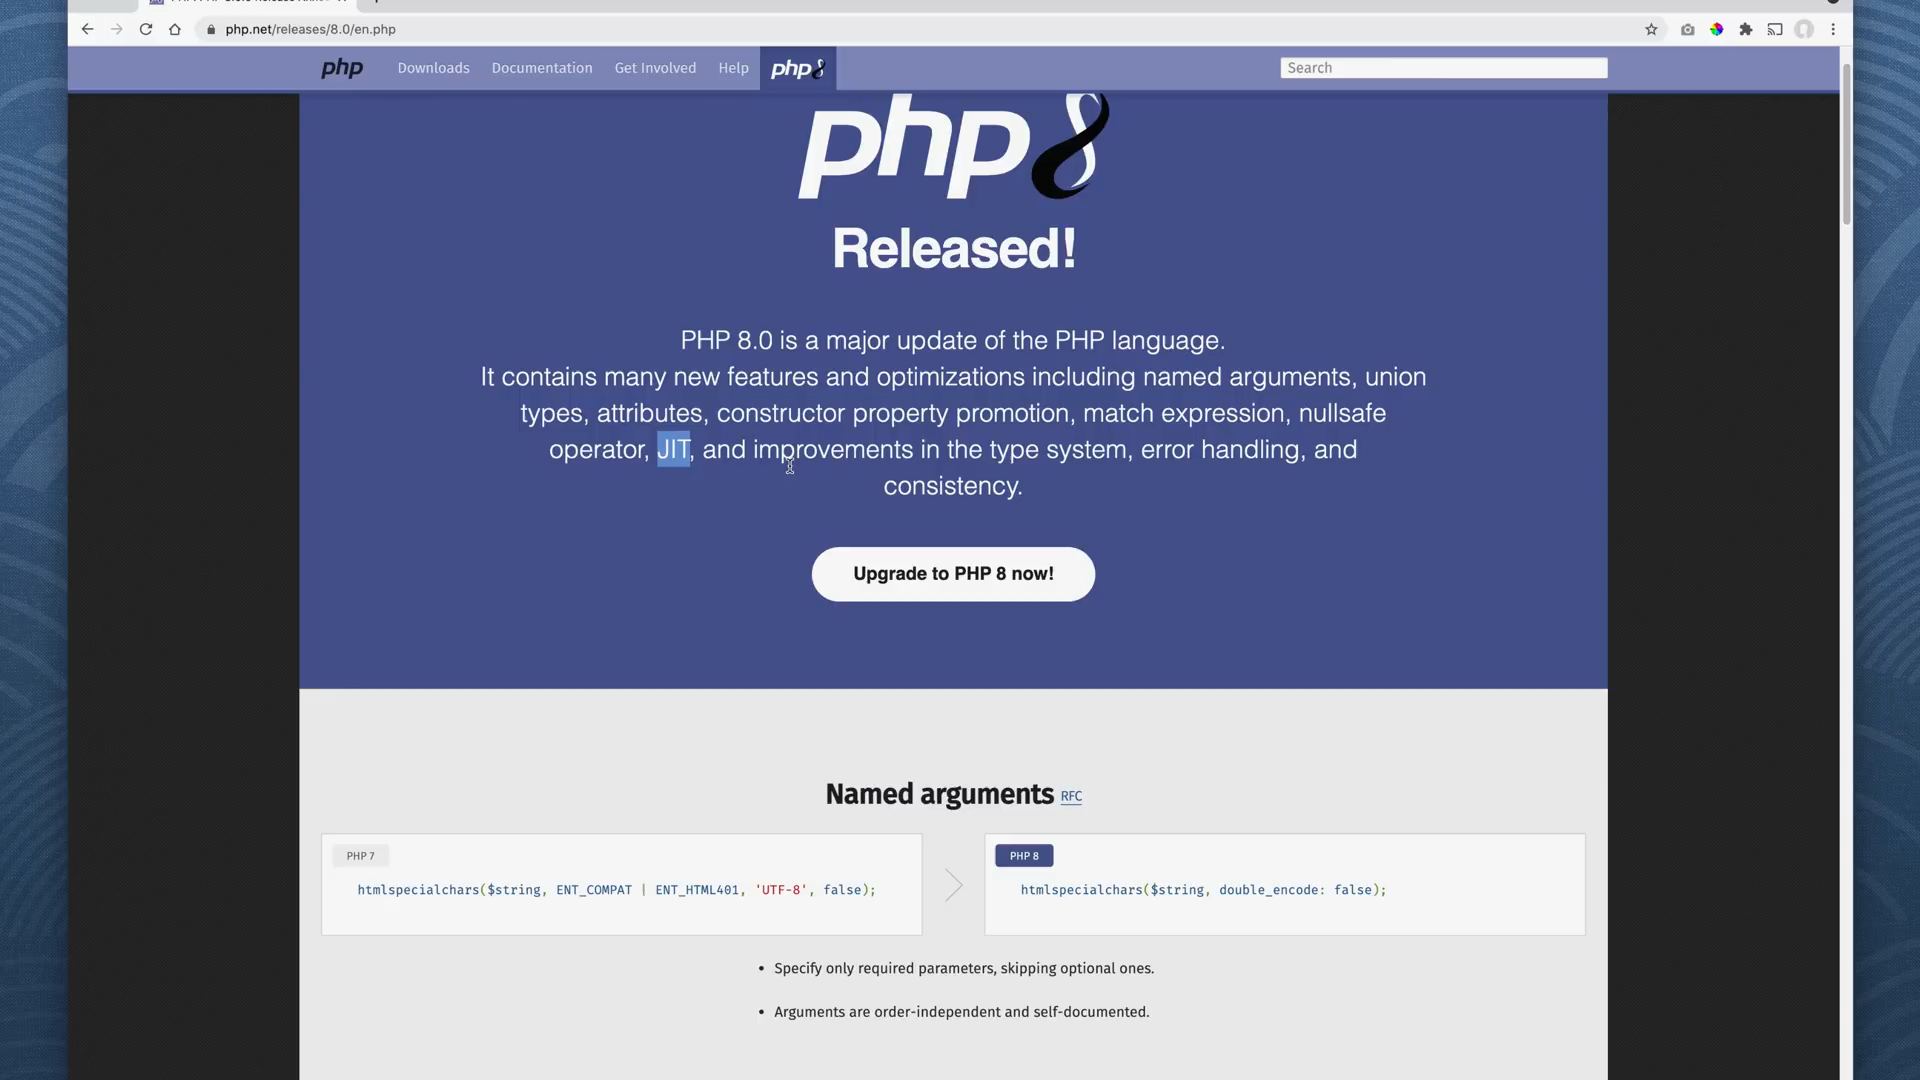 php.net/releases/8.0/en.php
php
Downloads
Documentation
Get Involved
Help
php8
Search
php8
Released!
PHP 8.0 is a major update of the PHP language.
It contains many new features and optimizations including named arguments, union
types, attributes, constructor property promotion, match expression, nullsafe
operator, JIT, and improvements in the type system, error handling, and
consistency.
Upgrade to PHP 8 now!
Named arguments RFC
PHP 7
htmlspecialchars($string, ENT_COMPAT | ENT_HTML401, 'UTF-8', false);
PHP 8
htmlspecialchars($string, double_encode: false);
• Specify only required parameters, skipping optional ones.
• Arguments are order-independent and self-documented.